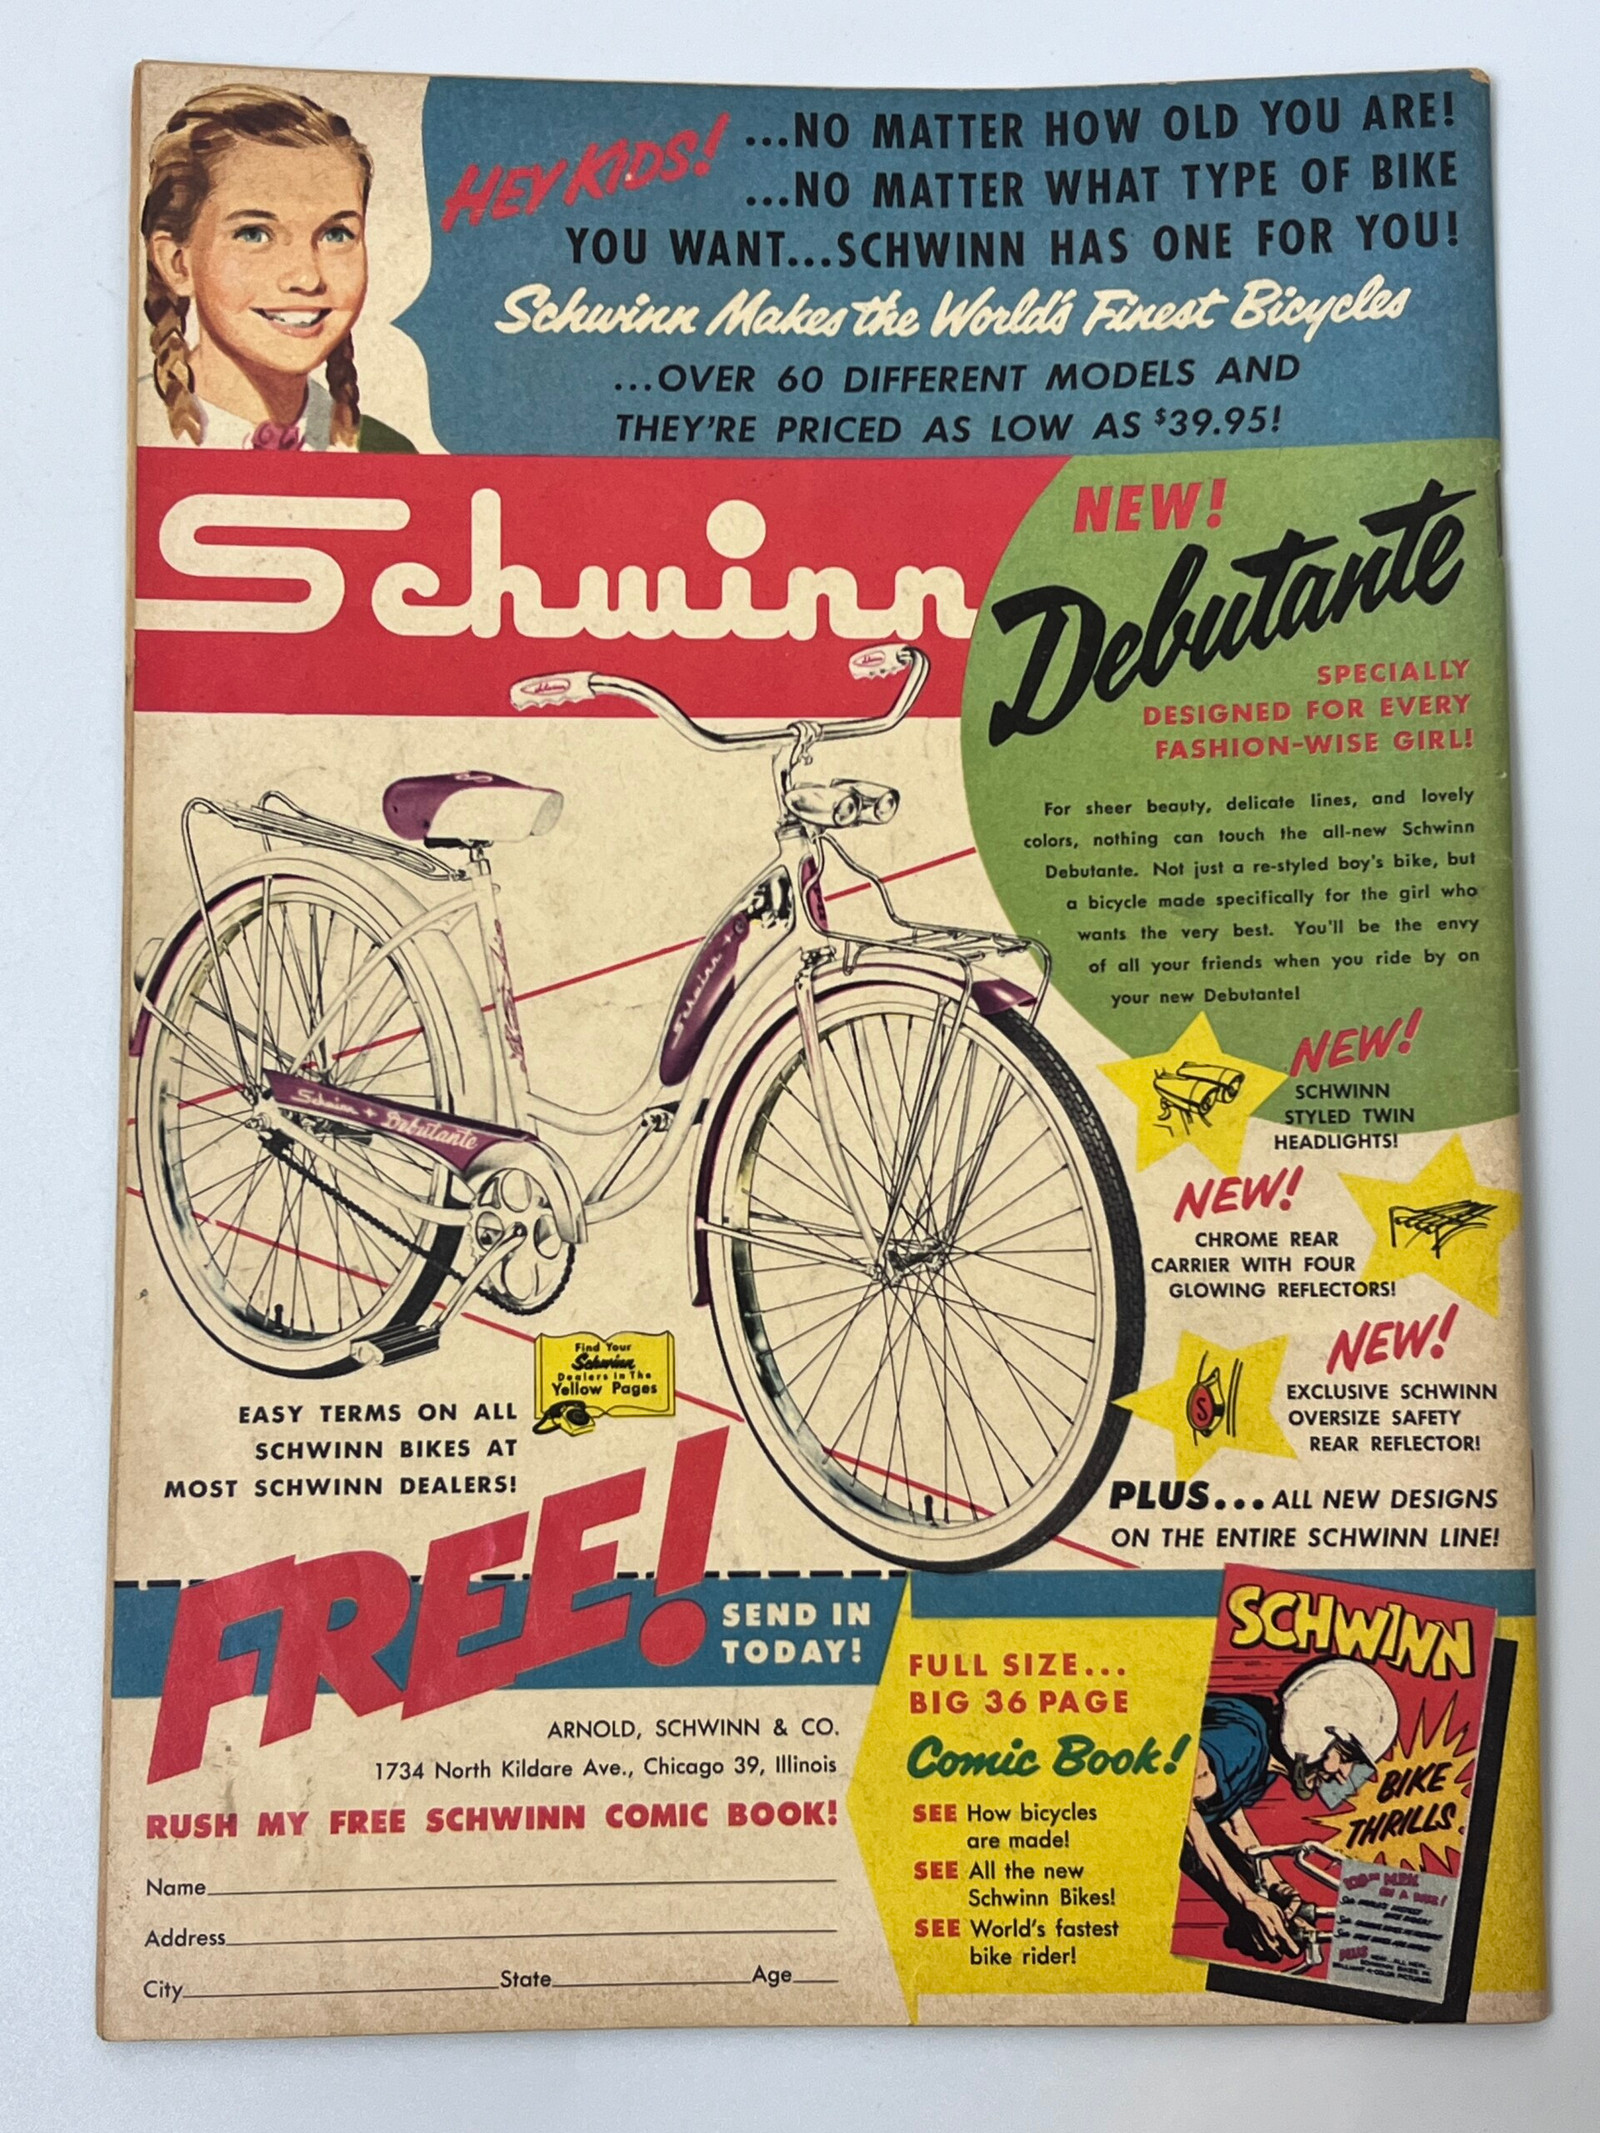 HEY KIDS!
...NO MATTER HOW OLD YOU ARE!
...NO MATTER WHAT TYPE OF BIKE
YOU WANT...SCHWINN HAS ONE FOR YOU!
Schwinn Makes the World's Finest Bicycles
...OVER 60 DIFFERENT MODELS AND
THEY'RE PRICED AS LOW AS $39.95!
Schwinn
NEW!
Debutante
SPECIALLY
DESIGNED FOR EVERY
FASHION-WISE GIRL!
For sheer beauty, delicate lines, and lovely
colors, nothing can touch the all-new Schwinn
Debutante. Not just a re-styled boy's bike, but
a bicycle made specifically for the girl who
wants the very best. You'll be the envy
of all your friends when you ride by on
your new Debutante!
Schwinn
Schwinn
S
Schwinn
Schwinn + Debutante
NEW!
SCHWINN
STYLED TWIN
HEADLIGHTS!
NEW!
CHROME REAR
CARRIER WITH FOUR
GLOWING REFLECTORS!
NEW!
EXCLUSIVE SCHWINN
OVERSIZE SAFETY
REAR REFLECTOR!
S
PLUS...ALL NEW DESIGNS
ON THE ENTIRE SCHWINN LINE!
Find Your
Schwinn
Dealers in The
Yellow Pages
EASY TERMS ON ALL
SCHWINN BIKES AT
MOST SCHWINN DEALERS!
FREE!
SEND IN
TODAY!
ARNOLD, SCHWINN & CO.
1734 North Kildare Ave., Chicago 39, Illinois
RUSH MY FREE SCHWINN COMIC BOOK!
Name
Address
City State Age
FULL SIZE...
BIG 36 PAGE
Comic Book!
SEE How bicycles
are made!
SEE All the new
Schwinn Bikes!
SEE World's fastest
bike rider!
SCHWINN
BIKE
THRILLS